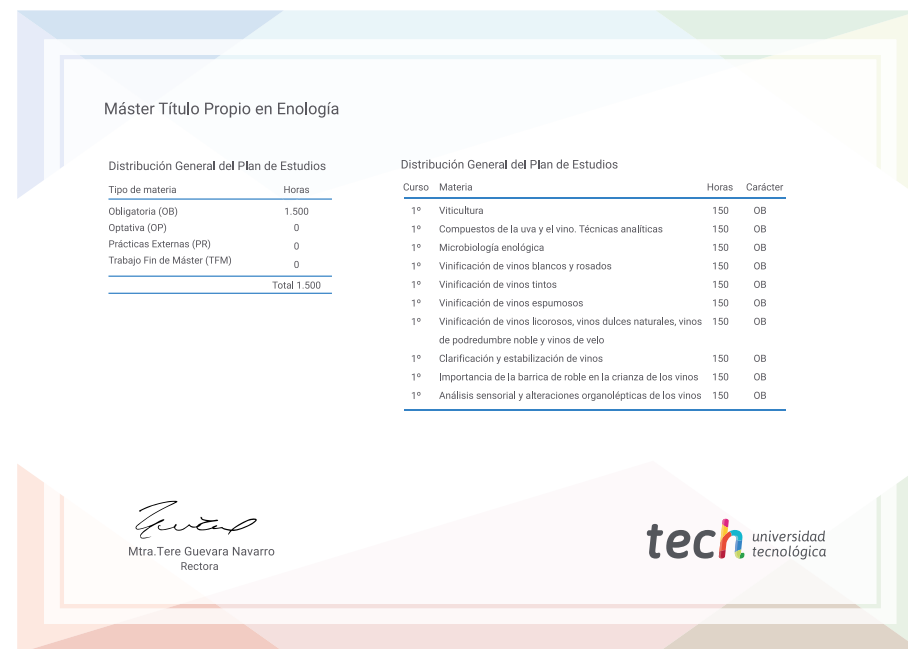 Máster Título Propio en Enología
Distribución General del Plan de Estudios
Tipo de materia Horas
Obligatoria (OB) 1.500
Optativa (OP) 0
Prácticas Externas (PR) 0
Trabajo Fin de Máster (TFM) 0
Total 1.500
Distribución General del Plan de Estudios
Curso Materia Horas Carácter
1º Viticultura 150 OB
1º Compuestos de la uva y el vino. Técnicas analíticas 150 OB
1º Microbiología enológica 150 OB
1º Vinificación de vinos blancos y rosados 150 OB
1º Vinificación de vinos tintos 150 OB
1º Vinificación de vinos espumosos 150 OB
1º Vinificación de vinos licorosos, vinos dulces naturales, vinos 150 OB
de podredumbre noble y vinos de velo
1º Clarificación y estabilización de vinos 150 OB
1º Importancia de la barrica de roble en la crianza de los vinos 150 OB
1º Análisis sensorial y alteraciones organolépticas de los vinos 150 OB
Mtra.Tere Guevara Navarro
Rectora
tech universidad
tecnológica